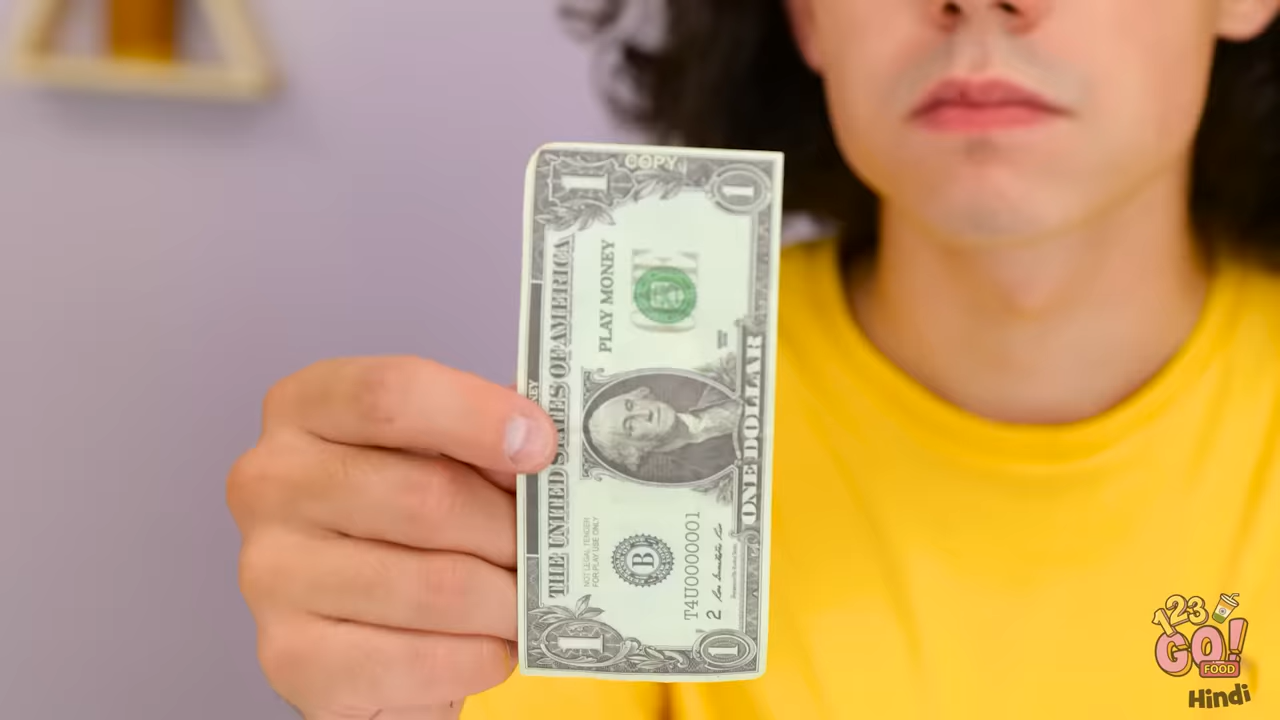 COPY
1
1
THE UNITED STATES OF AMERICA
PLAY MONEY
NOT LEGAL TENDER
FOR PLAY USE ONLY
B
T4U0000001
2
ONE DOLLAR
1
1
123
GO!
FOOD
Hindi